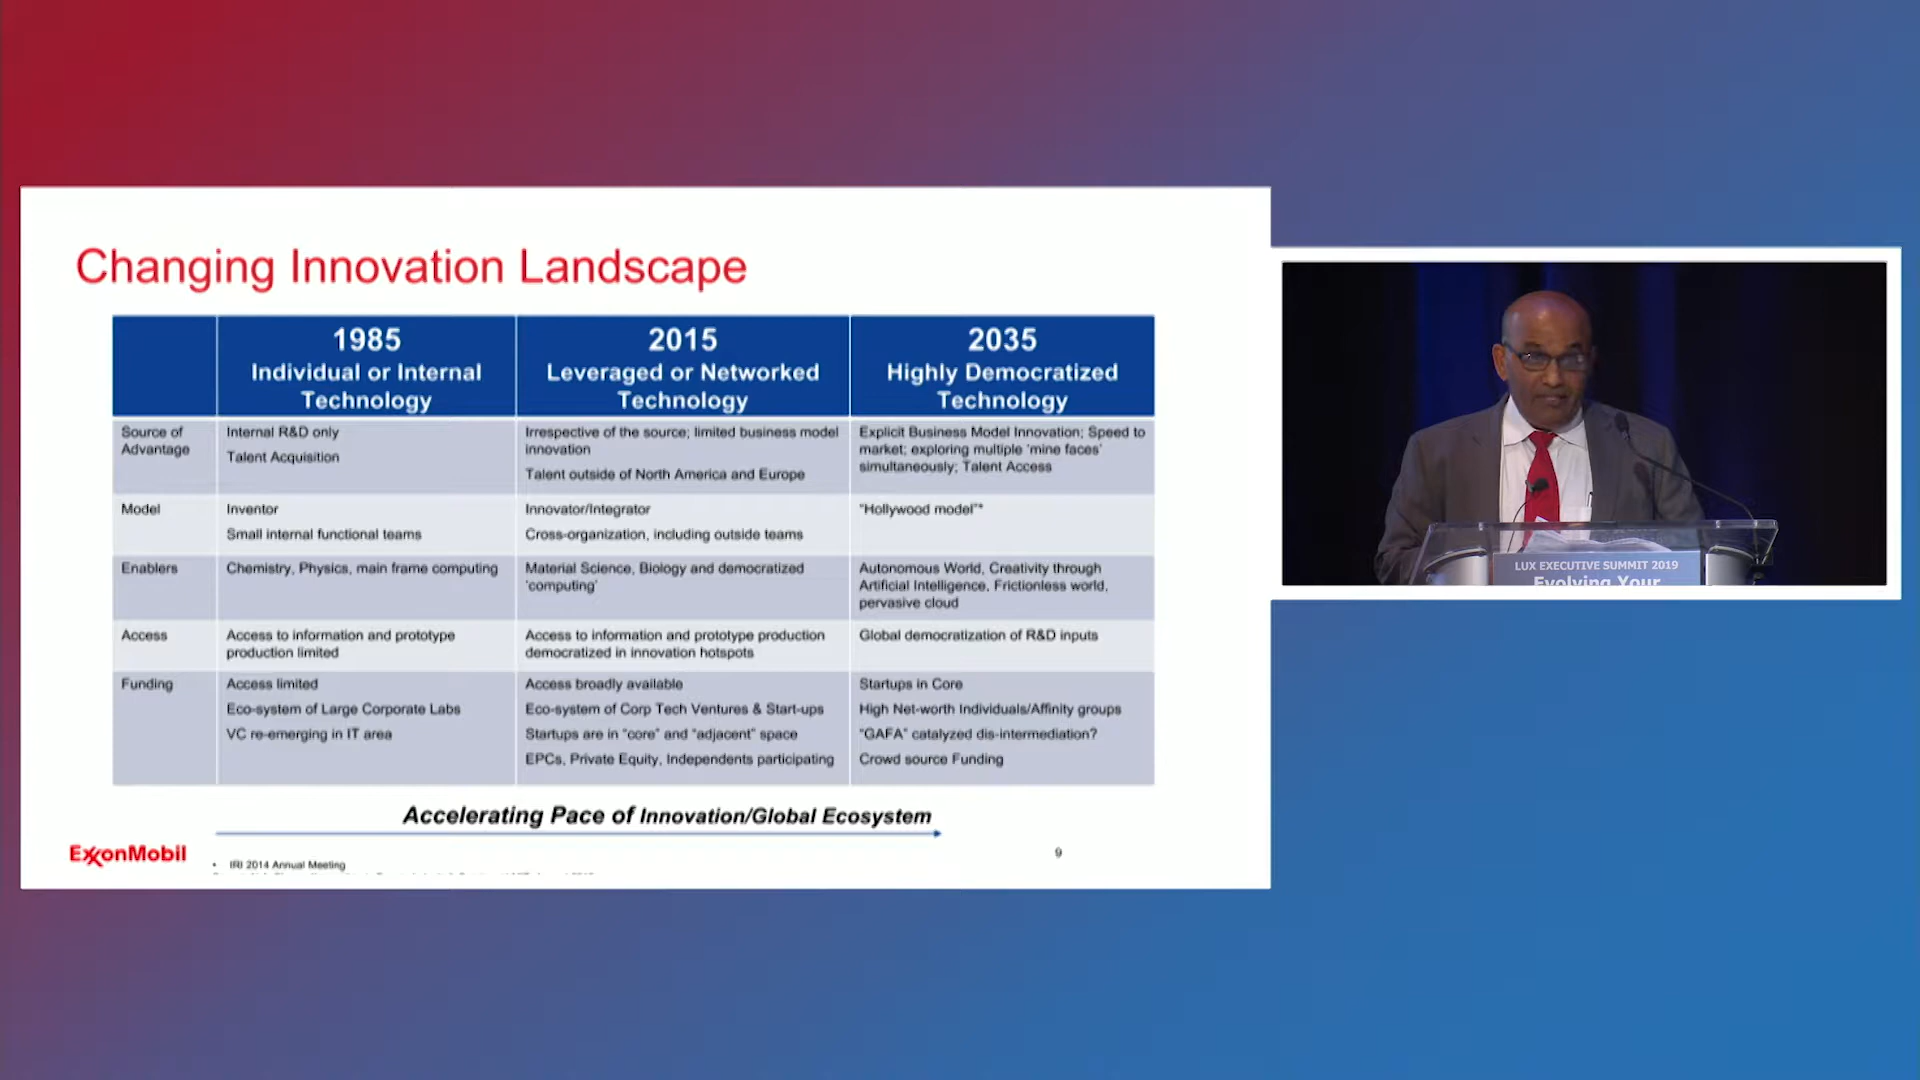 Changing Innovation Landscape
1985
Individual or Internal
Technology
2015
Leveraged or Networked
Technology
2035
Highly Democratized
Technology
Source of
Advantage
Internal R&D only
Talent Acquisition
Irrespective of the source; limited business model
innovation
Talent outside of North America and Europe
Explicit Business Model Innovation; Speed to
market; exploring multiple 'mine faces'
simultaneously; Talent Access
Model
Inventor
Small internal functional teams
Innovator/Integrator
Cross-organization, including outside teams
"Hollywood model"*
Enablers
Chemistry, Physics, main frame computing
Material Science, Biology and democratized
'computing'
Autonomous World, Creativity through
Artificial Intelligence, Frictionless world,
pervasive cloud
Access
Access to information and prototype
production limited
Access to information and prototype production
democratized in innovation hotspots
Global democratization of R&D inputs
Funding
Access limited
Eco-system of Large Corporate Labs
VC re-emerging in IT area
Access broadly available
Eco-system of Corp Tech Ventures & Start-ups
Startups are in "core" and "adjacent" space
EPCs, Private Equity, Independents participating
Startups in Core
High Net-worth Individuals/Affinity groups
"GAFA" catalyzed dis-intermediation?
Crowd source Funding
Accelerating Pace of Innovation/Global Ecosystem
ExxonMobil
• IRI 2014 Annual Meeting
9
LUX EXECUTIVE SUMMIT 2019
Evolving Your